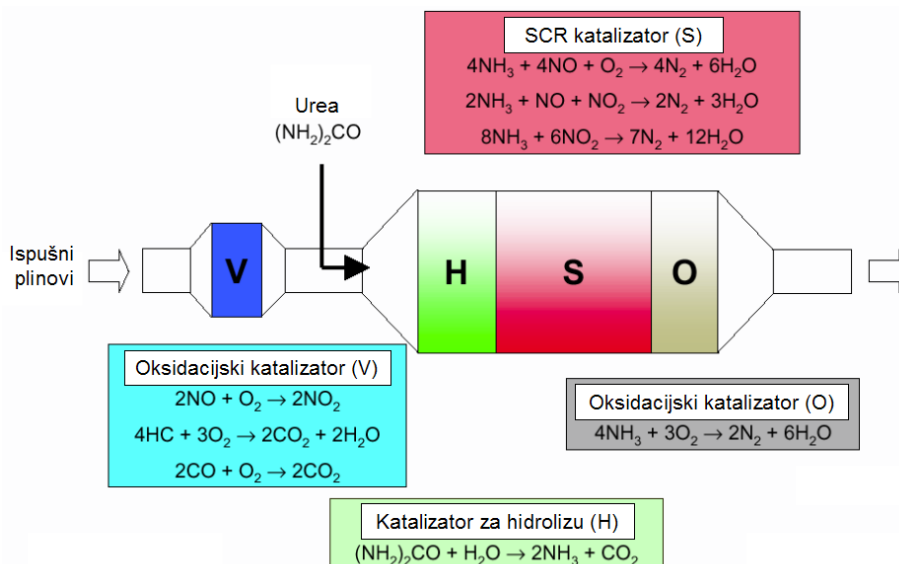 SCR katalizator (S)
4NH₃ + 4NO + O₂ → 4N₂ + 6H₂O
2NH₃ + NO + NO₂ → 2N₂ + 3H₂O
8NH₃ + 6NO₂ → 7N₂ + 12H₂O
Urea
(NH₂)₂CO
Ispušni
plinovi
V
H
S
O
Oksidacijski katalizator (V)
2NO + O₂ → 2NO₂
4HC + 3O₂ → 2CO₂ + 2H₂O
2CO + O₂ → 2CO₂
Oksidacijski katalizator (O)
4NH₃ + 3O₂ → 2N₂ + 6H₂O
Katalizator za hidrolizu (H)
(NH₂)₂CO + H₂O → 2NH₃ + CO₂